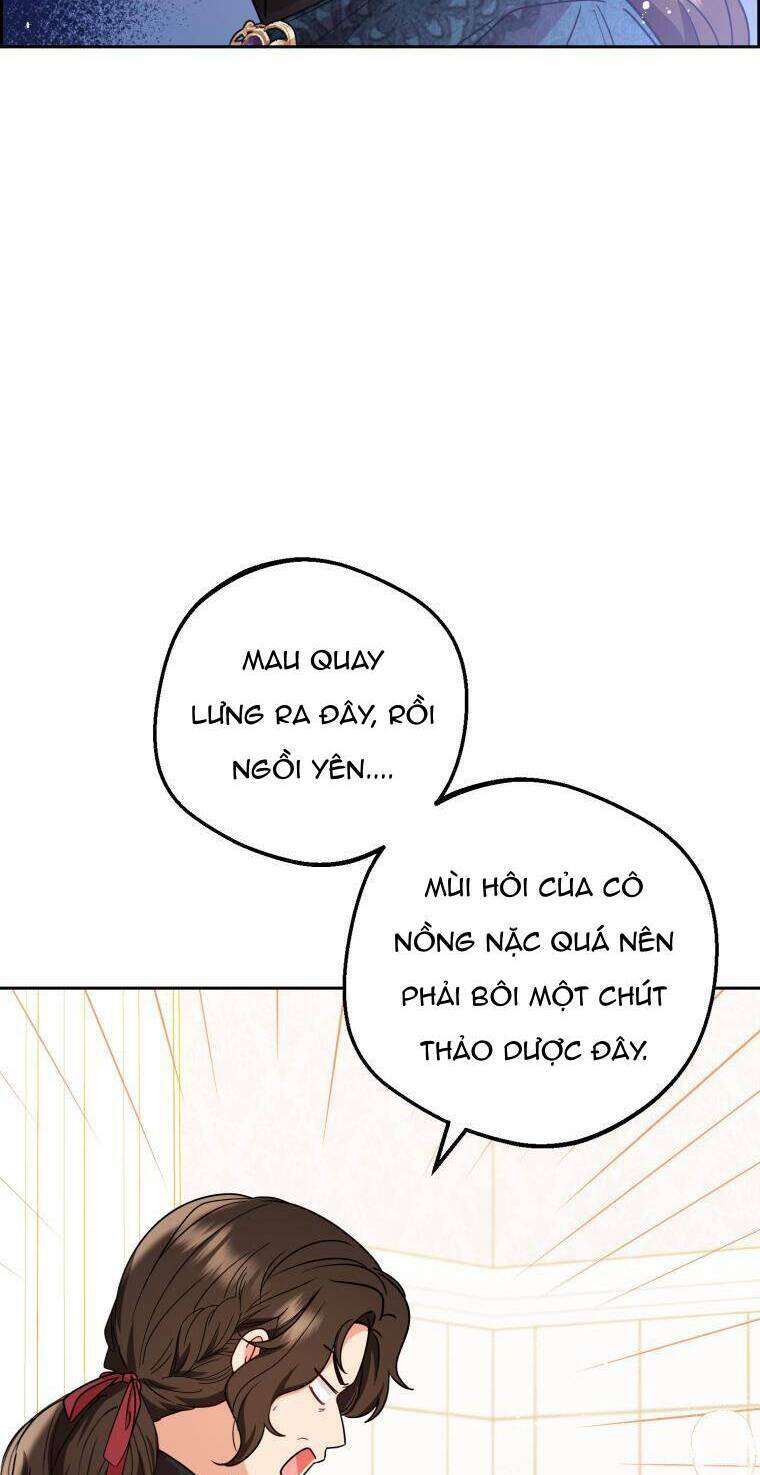 MAU QUAY
LƯNG RA ĐÂY, RỒI
NGỒI YÊN....
MÙI HÔI CỦA CÔ
NỒNG NẶC QUÁ NÊN
PHẢI BÔI MỘT CHÚT
THẢO DƯỢC ĐÂY.